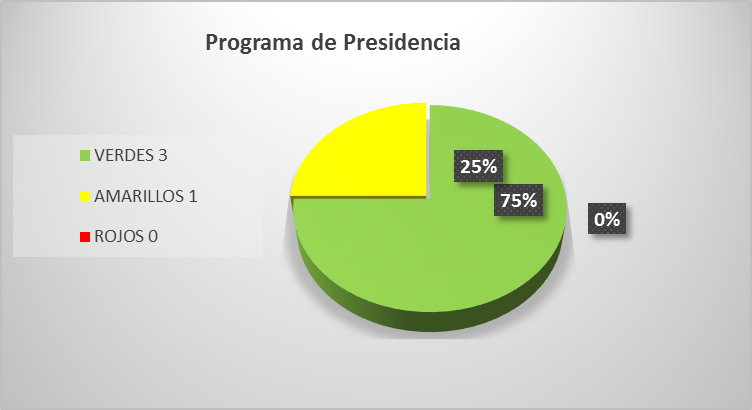 Programa de Presidencia
VERDES 3
AMARILLOS 1
ROJOS 0
25%
75%
0%